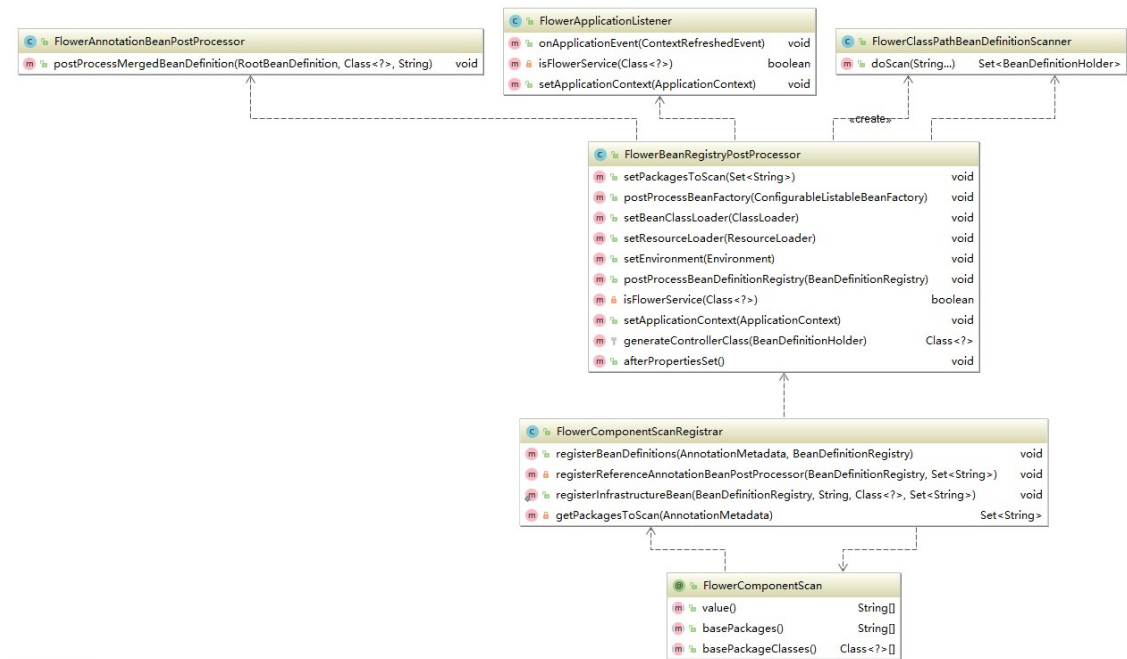 FlowerAnnotationBeanPostProcessor
postProcessMergedBeanDefinition(RootBeanDefinition, Class<?>, String) void
FlowerApplicationListener
onApplicationEvent(ContextRefreshedEvent) void
isFlowerService(Class<?>) boolean
setApplicationContext(ApplicationContext) void
FlowerClassPathBeanDefinitionScanner
doScan(String...) Set<BeanDefinitionHolder>
«create»
FlowerBeanRegistryPostProcessor
setPackagesToScan(Set<String>) void
postProcessBeanFactory(ConfigurableListableBeanFactory) void
setBeanClassLoader(ClassLoader) void
setResourceLoader(ResourceLoader) void
setEnvironment(Environment) void
postProcessBeanDefinitionRegistry(BeanDefinitionRegistry) void
isFlowerService(Class<?>) boolean
setApplicationContext(ApplicationContext) void
generateControllerClass(BeanDefinitionHolder) Class<?>
afterPropertiesSet() void
FlowerComponentScanRegistrar
registerBeanDefinitions(AnnotationMetadata, BeanDefinitionRegistry) void
registerReferenceAnnotationBeanPostProcessor(BeanDefinitionRegistry, Set<String>) void
registerInfrastructureBean(BeanDefinitionRegistry, String, Class<?>, Set<String>) void
getPackagesToScan(AnnotationMetadata) Set<String>
FlowerComponentScan
value() String[]
basePackages() String[]
basePackageClasses() Class<?>[]